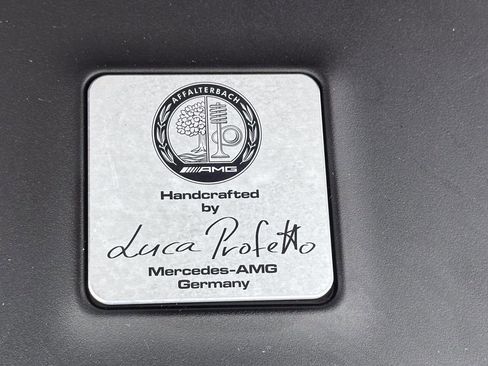 AFFALTERBACH
AMG
Handcrafted
by
Luca Profetto
Mercedes-AMG
Germany